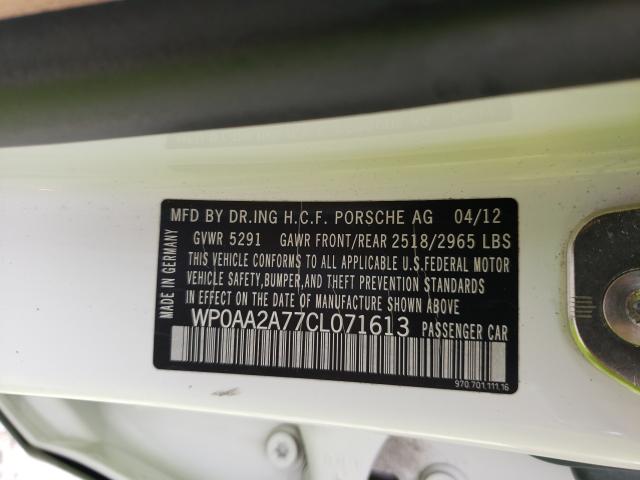 MFD BY DR.ING H.C.F. PORSCHE AG 04/12
GVWR 5291 GAWR FRONT/REAR 2518/2965 LBS
THIS VEHICLE CONFORMS TO ALL APPLICABLE U.S.FEDERAL MOTOR
VEHICLE SAFETY,BUMPER,AND THEFT PREVENTION STANDARDS
IN EFFECT ON THE DATE OF MANUFACTURE SHOWN ABOVE
WP0AA2A77CL071613 PASSENGER CAR
970.701.111.16
MADE IN GERMANY